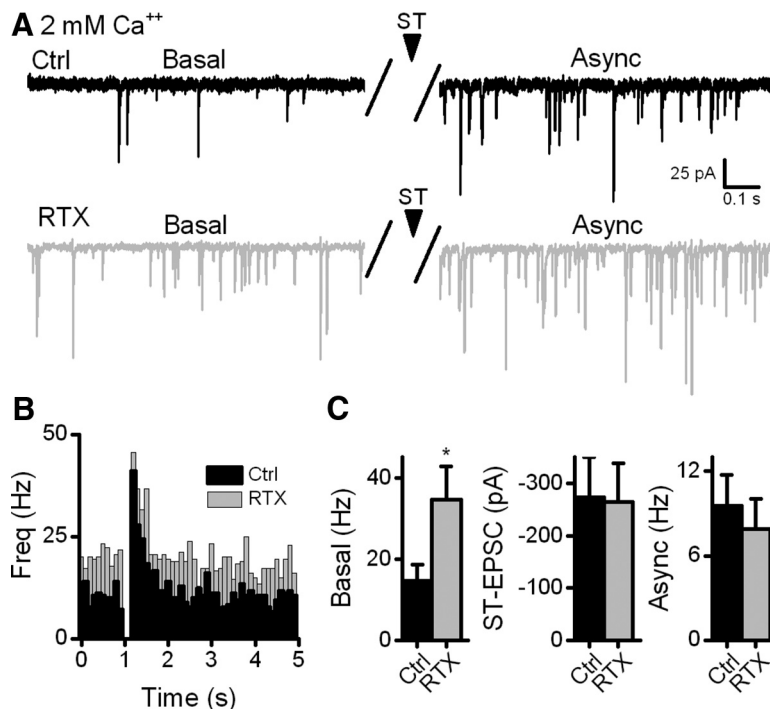 A 2 mM Ca++
ST
Ctrl Basal Async
25 pA
0.1 s
ST
RTX Basal Async
B
50
25
0
Freq (Hz)
Ctrl
RTX
0 1 2 3 4 5
Time (s)
C
*
40
20
0
Basal (Hz)
Ctrl
RTX
-300
-200
-100
0
ST-EPSC (pA)
Ctrl
RTX
12
6
0
Async (Hz)
Ctrl
RTX